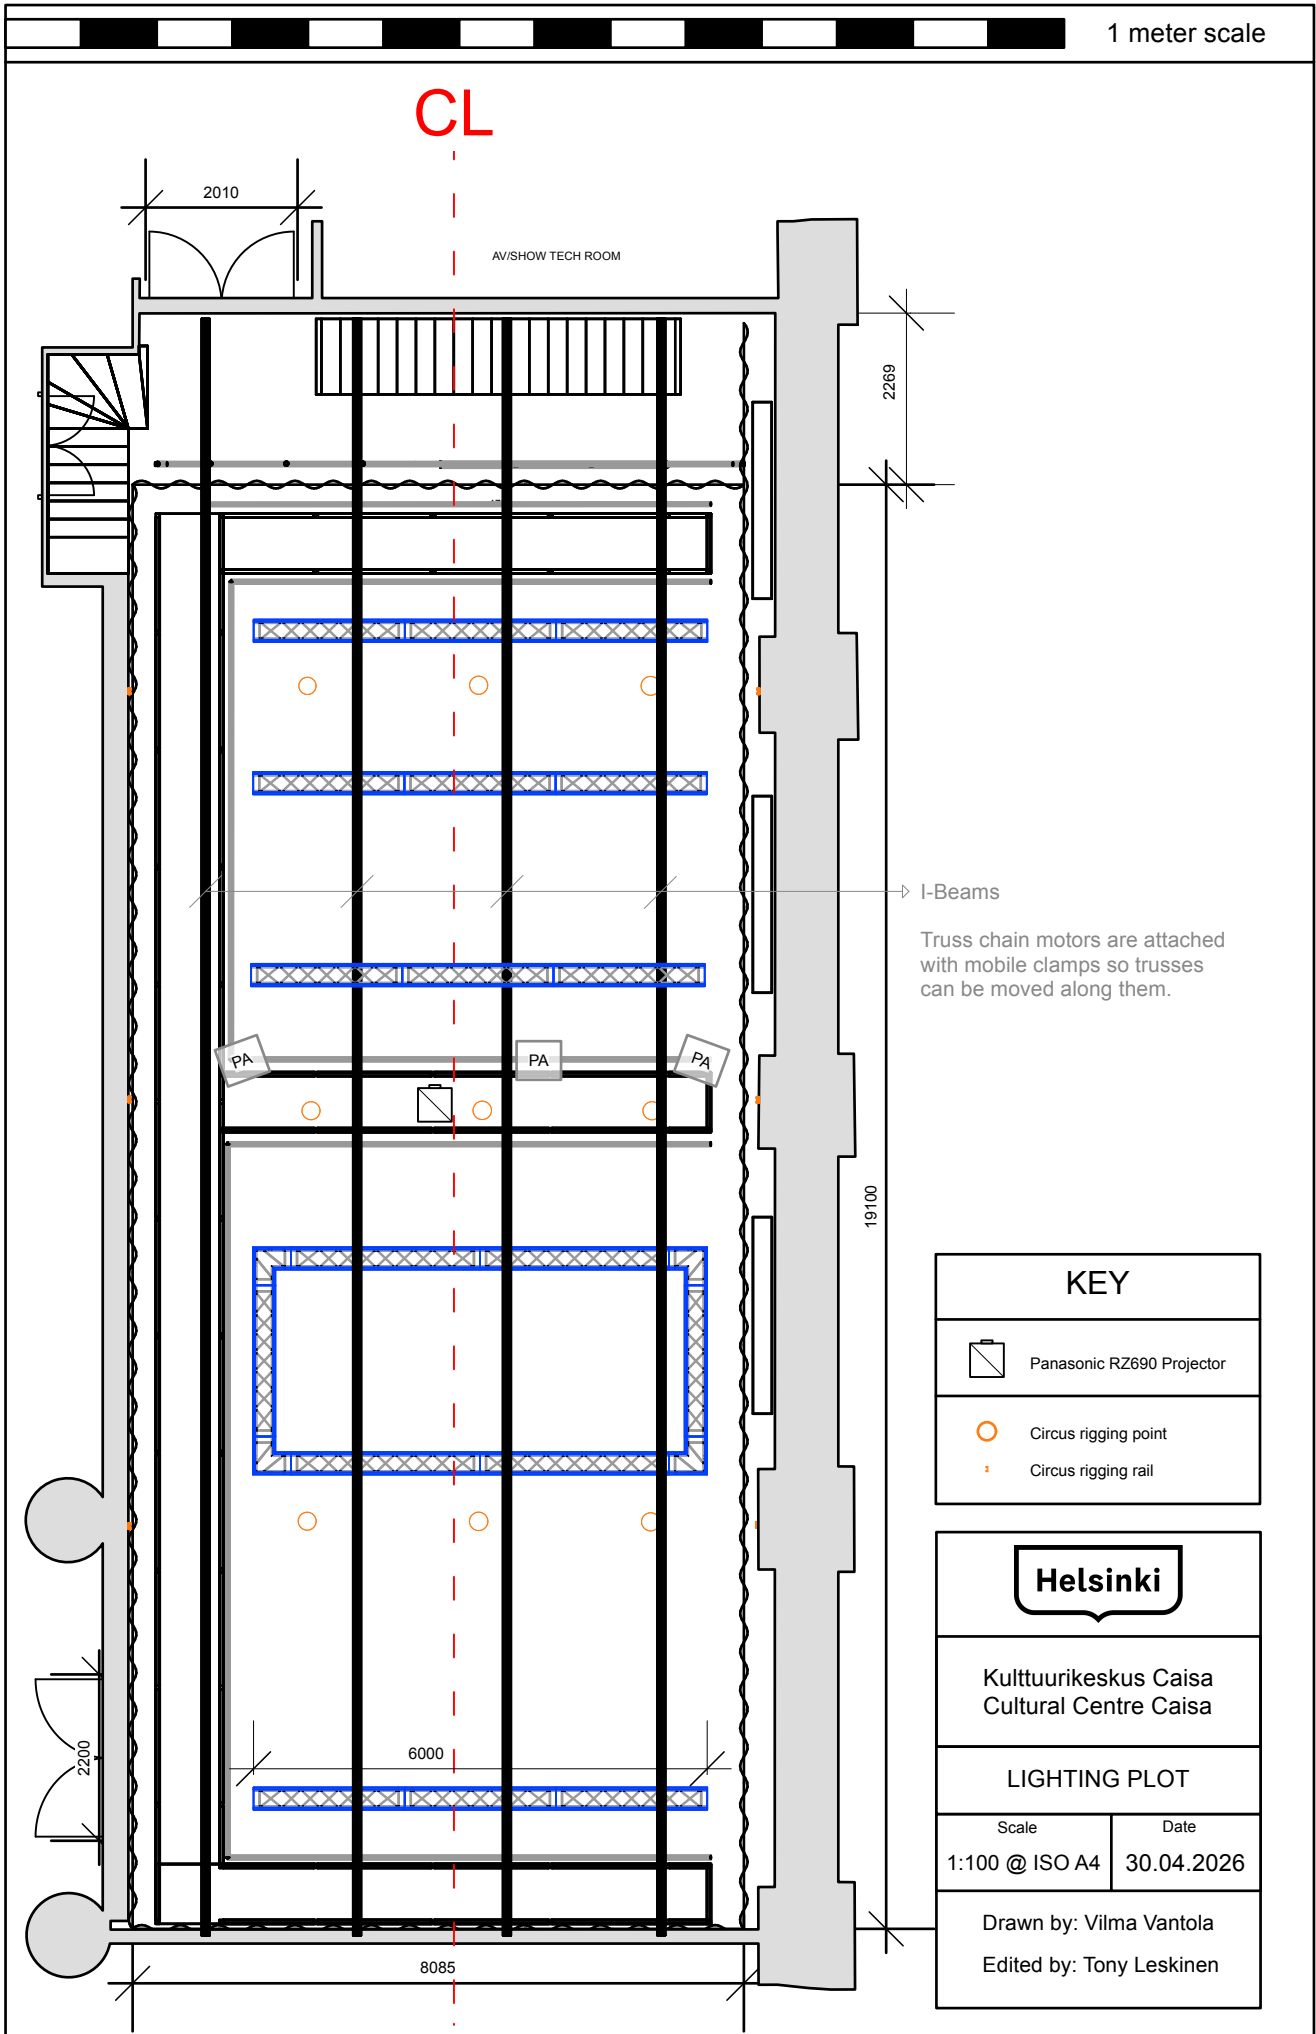 1 meter scale
CL
2010
AV/SHOW TECH ROOM
2269
I-Beams
Truss chain motors are attached
with mobile clamps so trusses
can be moved along them.
PA
PA
PA
19100
KEY
Panasonic RZ690 Projector
Circus rigging point
Circus rigging rail
Helsinki
Kulttuurikeskus Caisa
Cultural Centre Caisa
LIGHTING PLOT
Scale
1:100 @ ISO A4
Date
30.04.2026
Drawn by: Vilma Vantola
Edited by: Tony Leskinen
2200
6000
8085